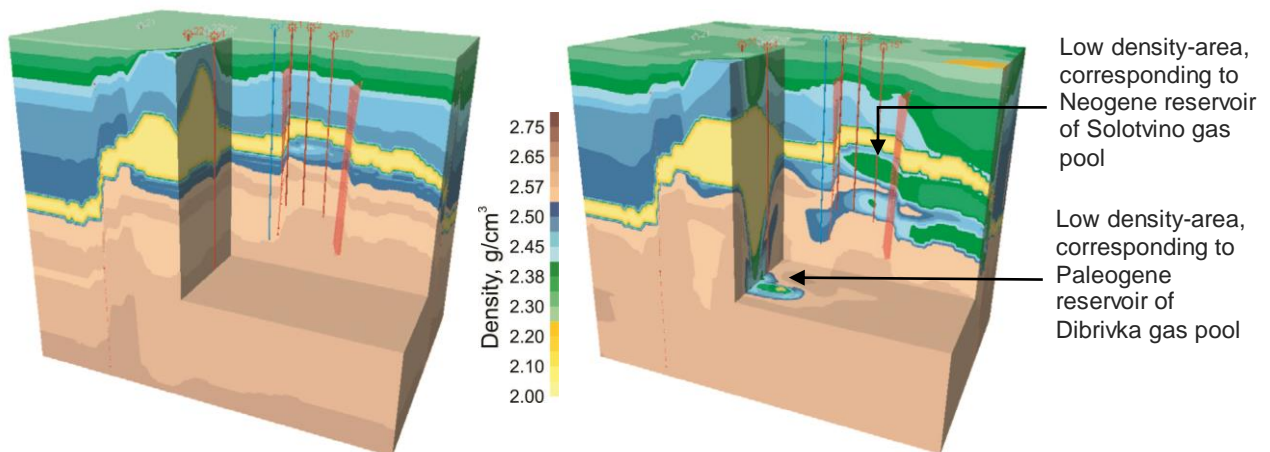 Density, g/cm³
2.75
2.65
2.57
2.50
2.45
2.38
2.30
2.20
2.10
2.00
Low density-area,
corresponding to
Neogene reservoir
of Solotvino gas
pool
Low density-area,
corresponding to
Paleogene
reservoir of
Dibrivka gas pool